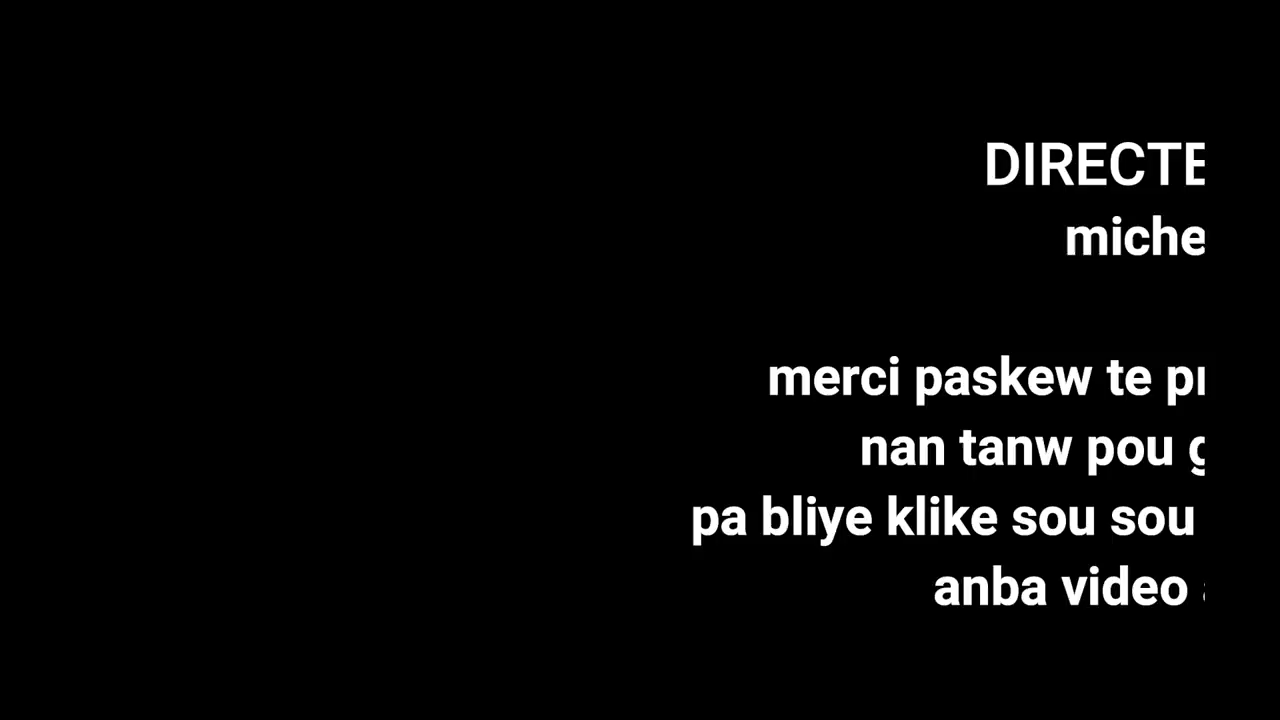 DIRECTE
miche
merci paskew te
nan tanw pou
pa bliye klike sou sou
anba video